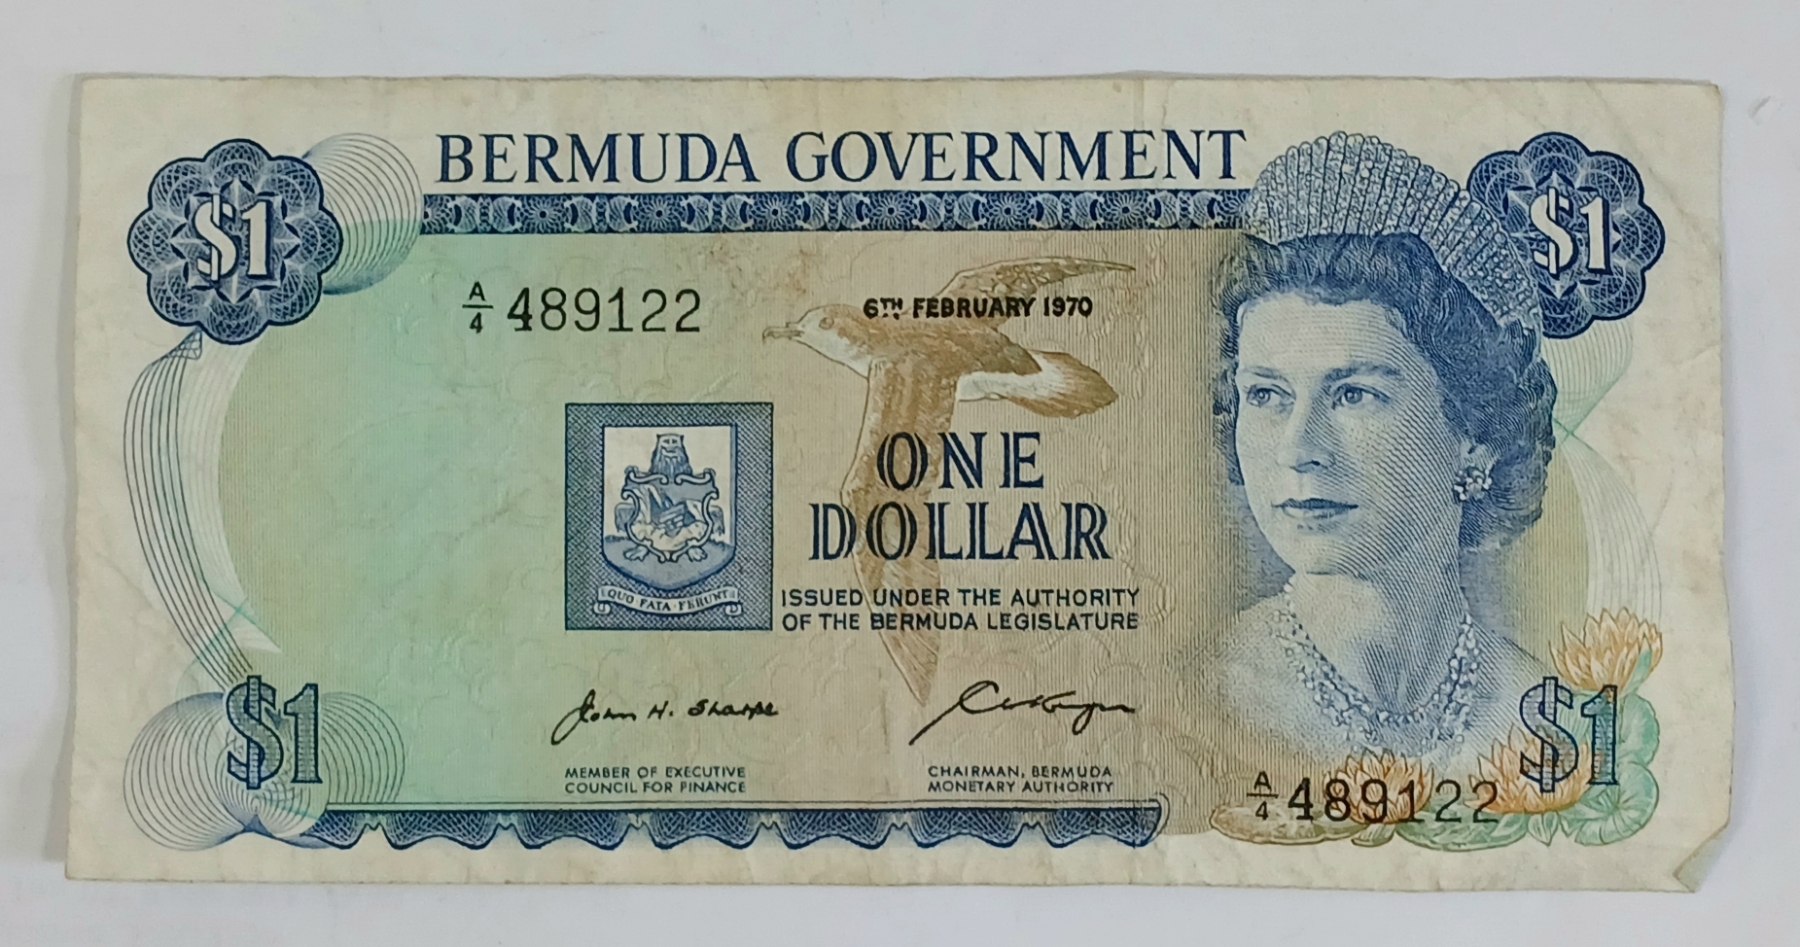 BERMUDA GOVERNMENT
$1
$1
A/4 489122
6TH FEBRUARY 1970
ONE
DOLLAR
QUO FATA FERUNT
ISSUED UNDER THE AUTHORITY
OF THE BERMUDA LEGISLATURE
John H. Sharpe
MEMBER OF EXECUTIVE
COUNCIL FOR FINANCE
CHAIRMAN, BERMUDA
MONETARY AUTHORITY
$1
$1
A/4 489122